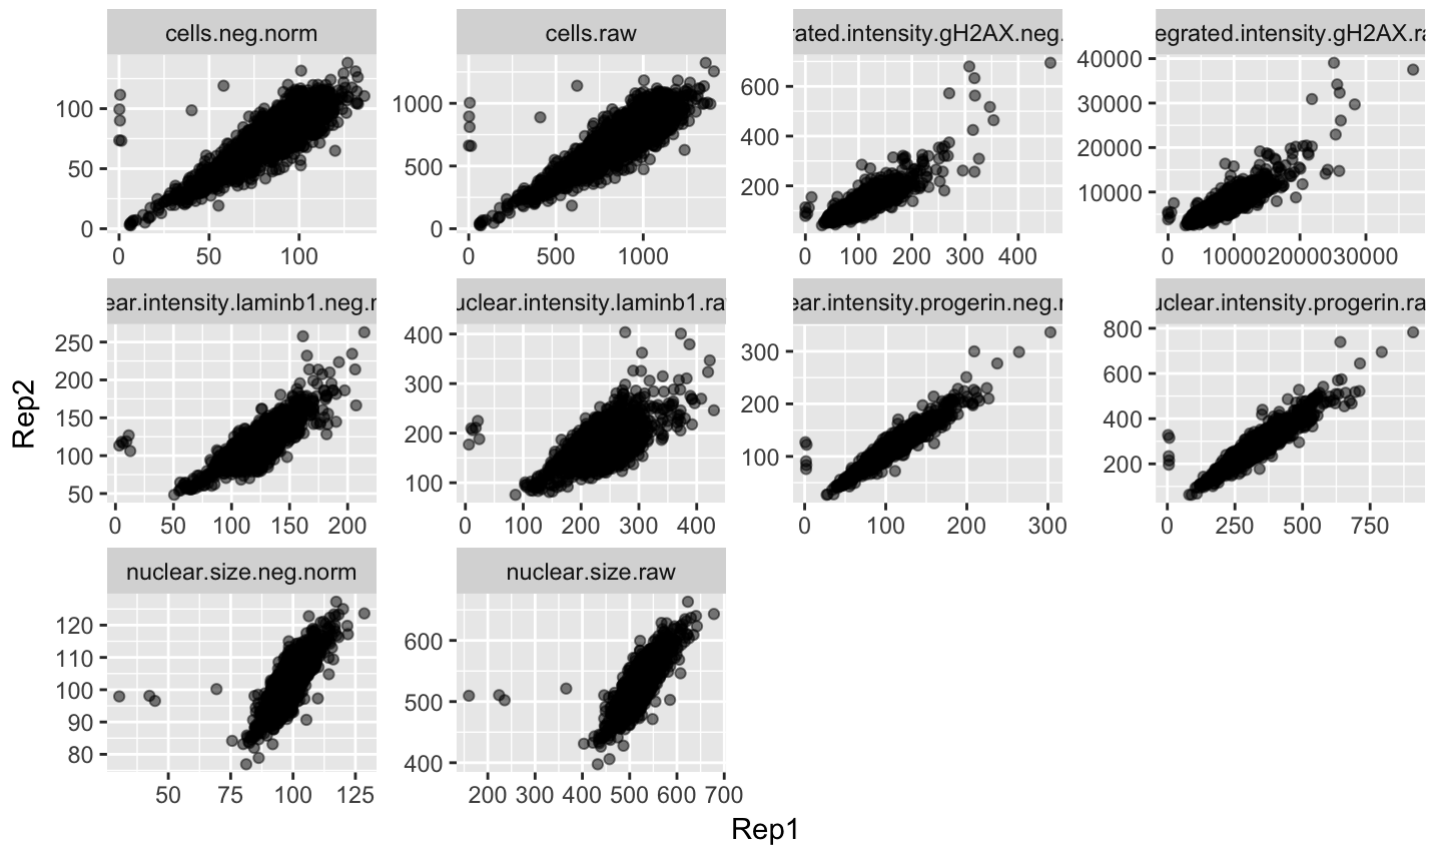 cells.neg.norm
cells.raw
rated.intensity.gH2AX.neg.
egrated.intensity.gH2AX.ra
100
50
0
0 50 100
1000
500
0
0 500 1000
600
400
200
0 100 200 300 400
40000
30000
20000
10000
0 10000 20000 30000
ear.intensity.laminb1.neg.n
uclear.intensity.laminb1.ra
ear.intensity.progerin.neg.n
uclear.intensity.progerin.ra
250
200
150
100
50
0 50 100 150 200
400
300
200
100
0 100 200 300 400
300
200
100
0 100 200 300
800
600
400
200
0 250 500 750
nuclear.size.neg.norm
nuclear.size.raw
120
110
100
90
80
50 75 100 125
600
500
400
200 300 400 500 600 700
Rep2
Rep1